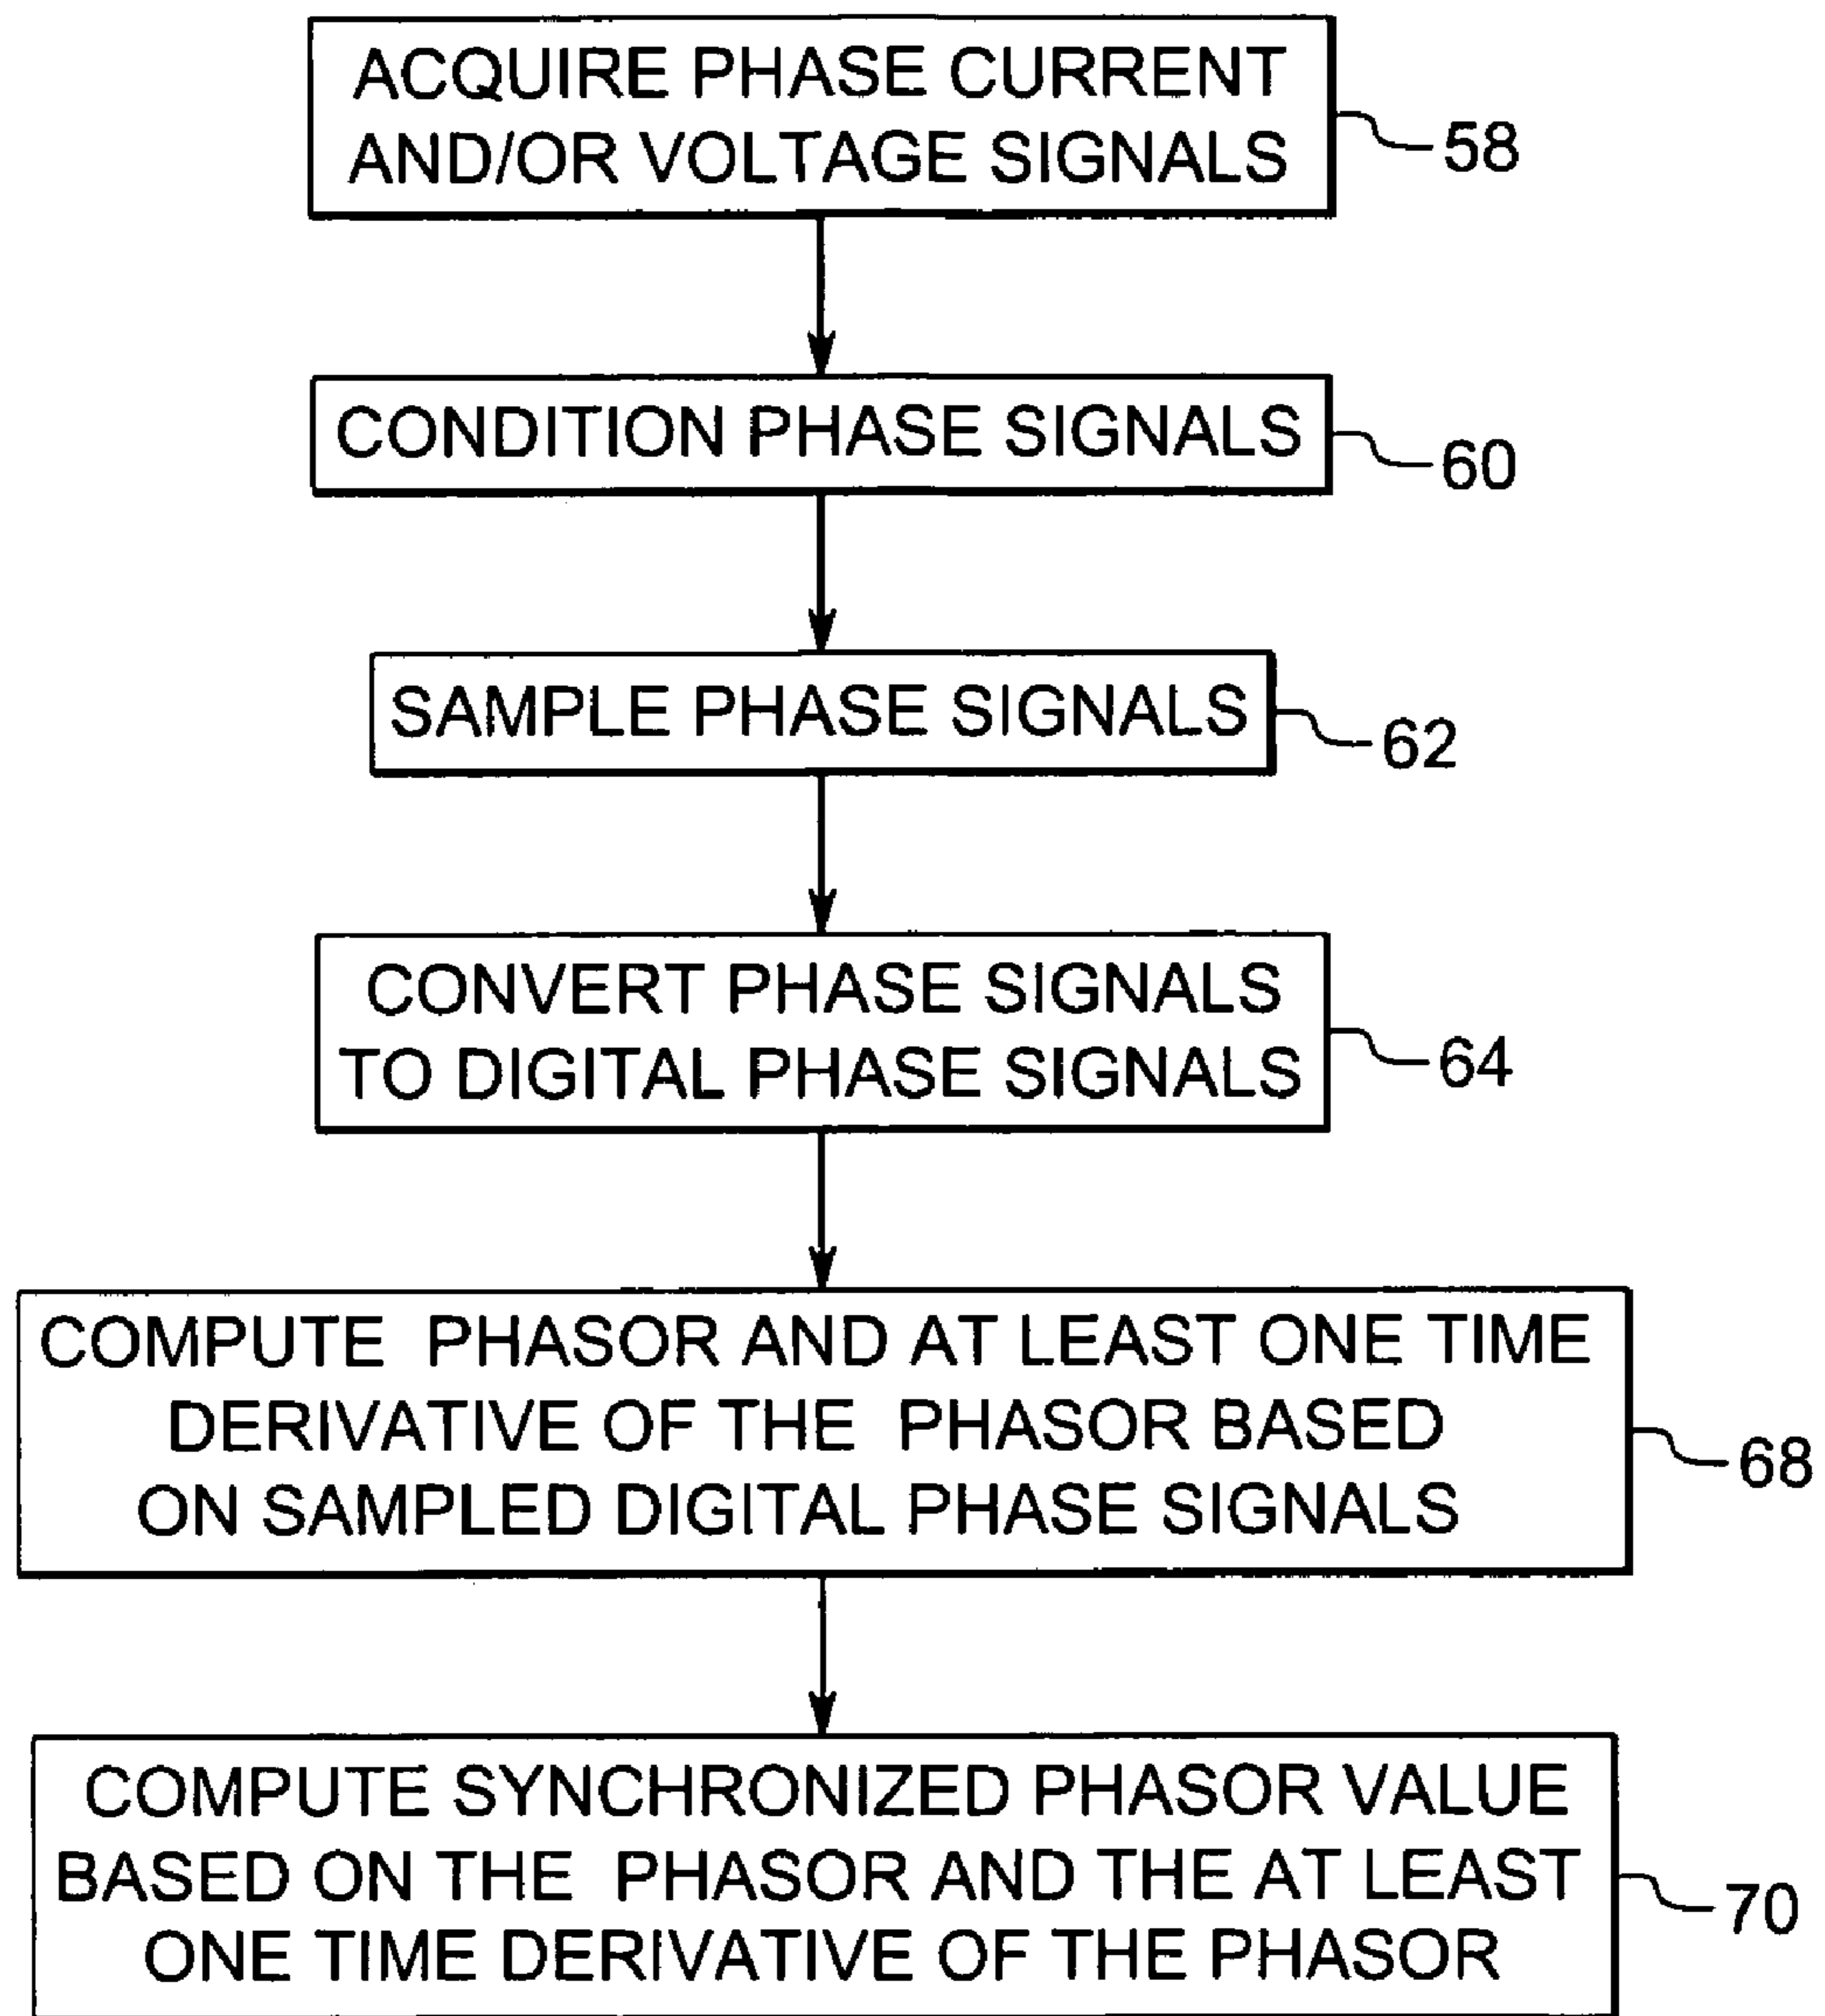 ACQUIRE PHASE CURRENT
AND/OR VOLTAGE SIGNALS
58
CONDITION PHASE SIGNALS
60
SAMPLE PHASE SIGNALS
62
CONVERT PHASE SIGNALS
TO DIGITAL PHASE SIGNALS
64
COMPUTE PHASOR AND AT LEAST ONE TIME
DERIVATIVE OF THE PHASOR BASED
ON SAMPLED DIGITAL PHASE SIGNALS
68
COMPUTE SYNCHRONIZED PHASOR VALUE
BASED ON THE PHASOR AND THE AT LEAST
ONE TIME DERIVATIVE OF THE PHASOR
70